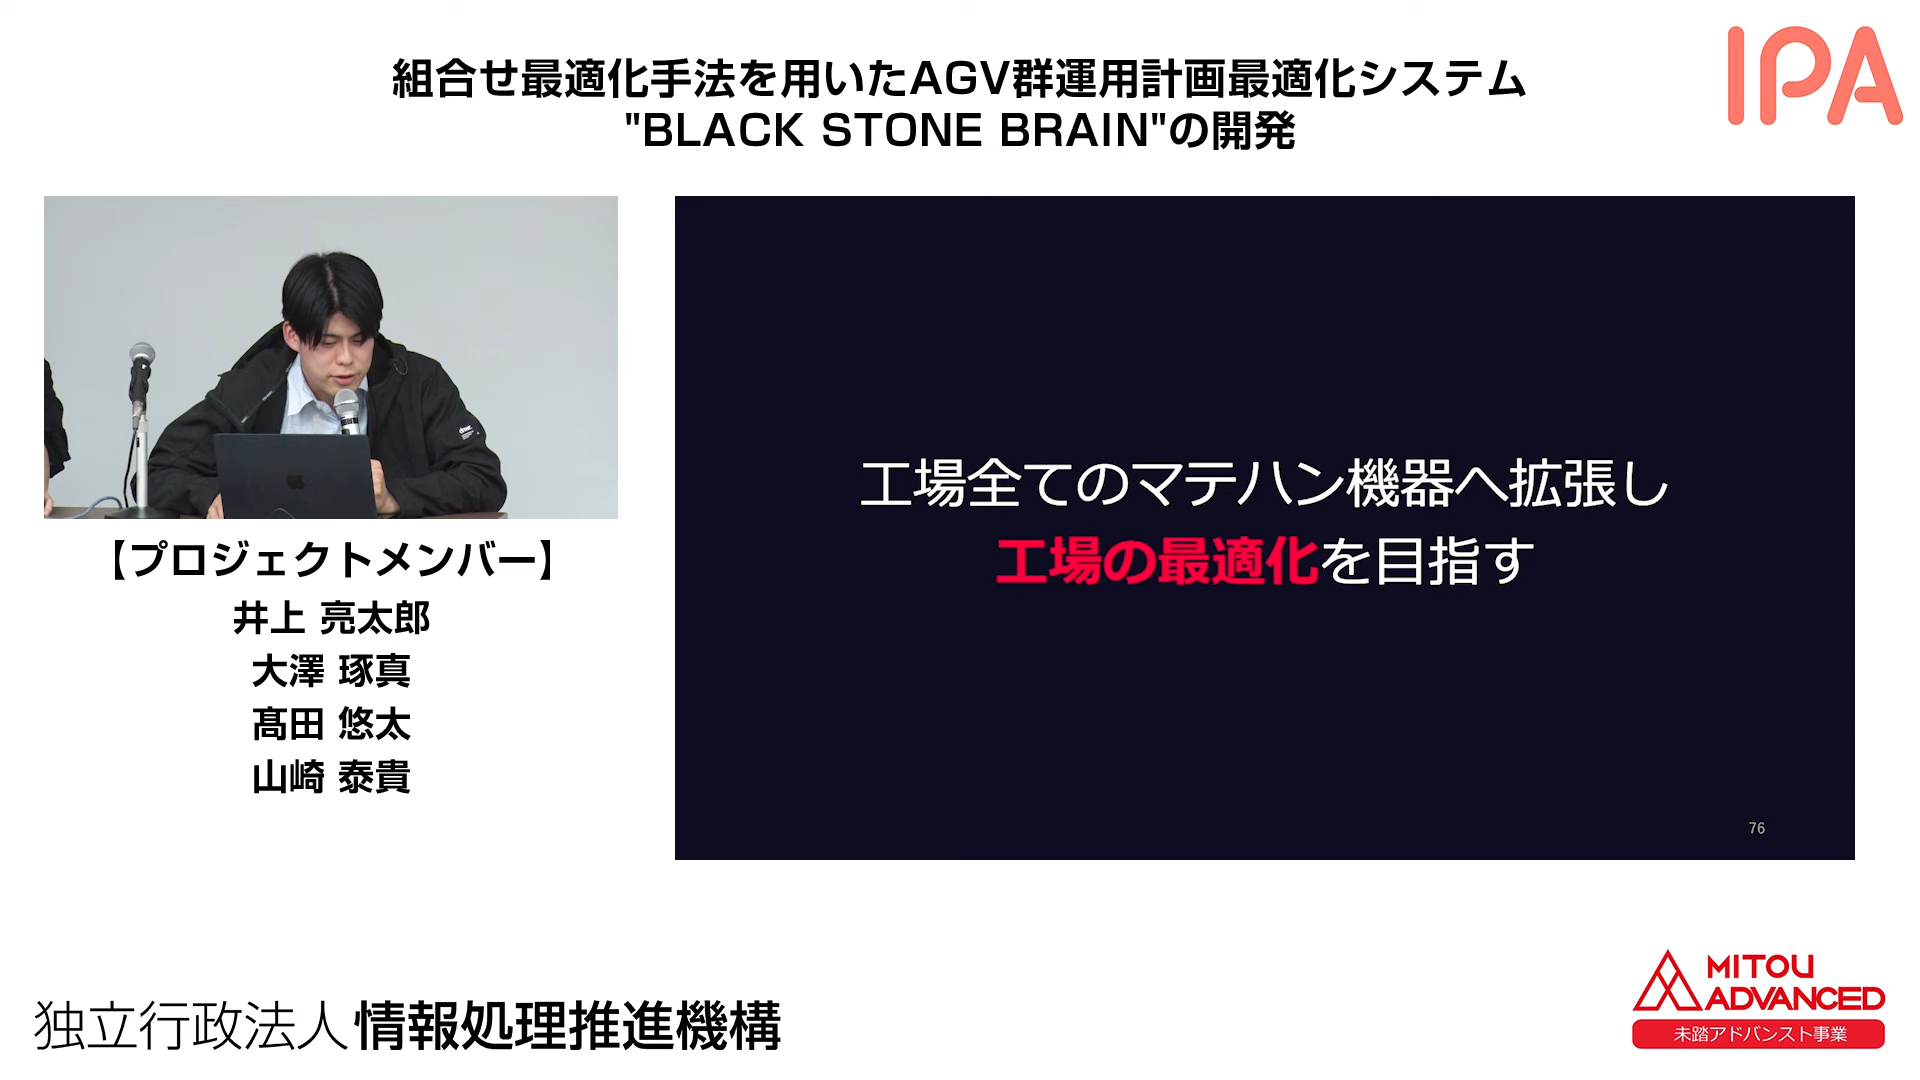 組合せ最適化手法を用いたAGV群運用計画最適化システム
"BLACK STONE BRAIN"の開発
IPA
工場全てのマテハン機器へ拡張し
工場の最適化を目指す
76
【プロジェクトメンバー】
井上 亮太郎
大澤 琢真
髙田 悠太
山崎 泰貴
独立行政法人情報処理推進機構
MITOU
ADVANCED
未踏アドバンスト事業